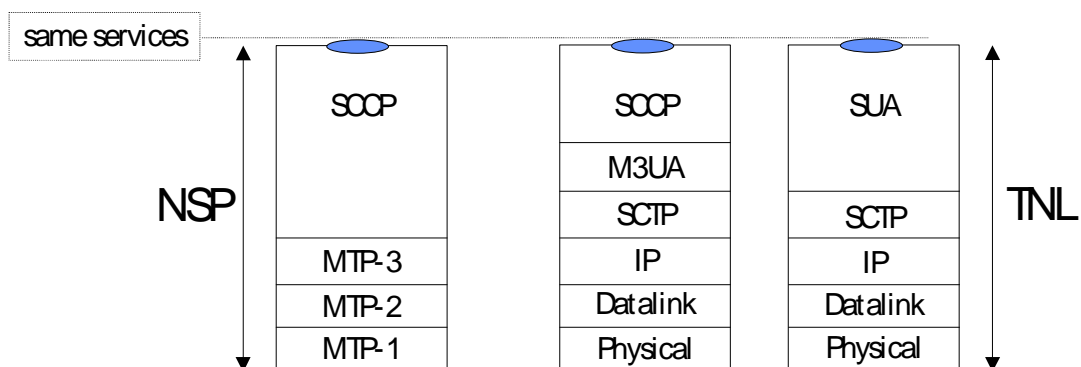 same services
SCCP
SCCP
SUA
M3UA
NSP
SCTP
SCTP
TNL
MTP-3
IP
IP
MTP-2
Datalink
Datalink
MTP-1
Physical
Physical